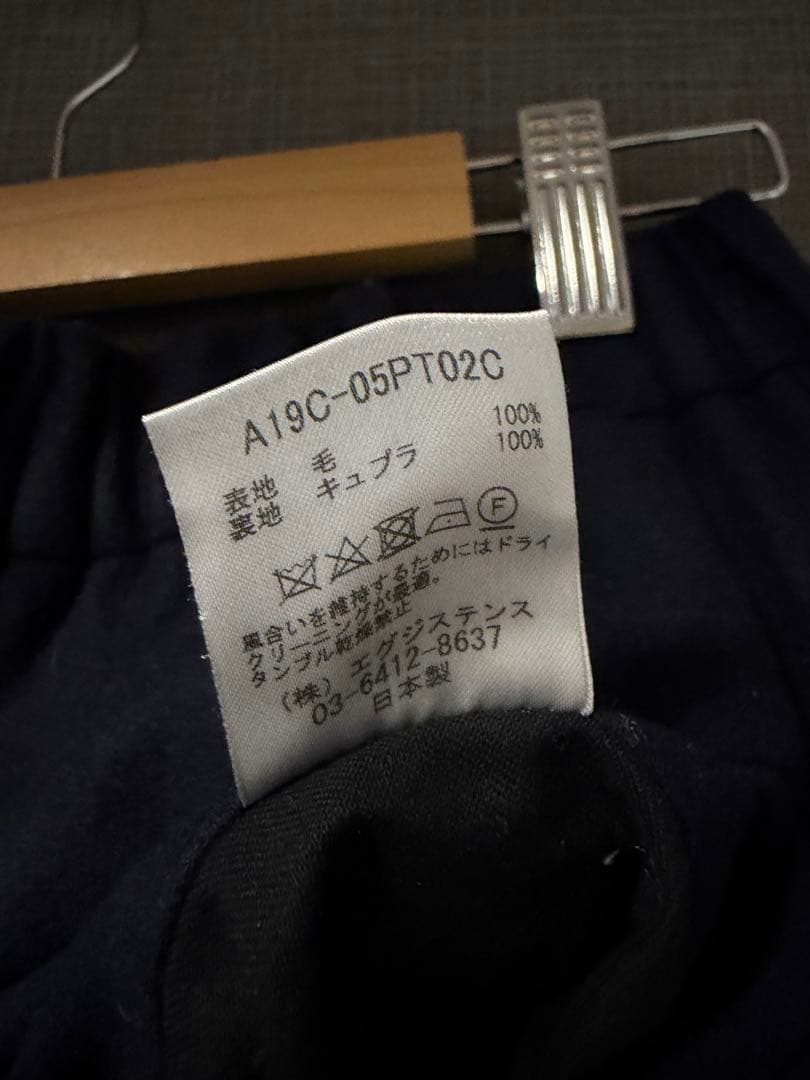 A19C-05PT02C
表地 毛 100%
裏地 キュプラ 100%
F
風合いを維持するためにはドライ
クリーニングが最適。
タンブル乾燥禁止
(株) エグジステンス
03-6412-8637
日本製